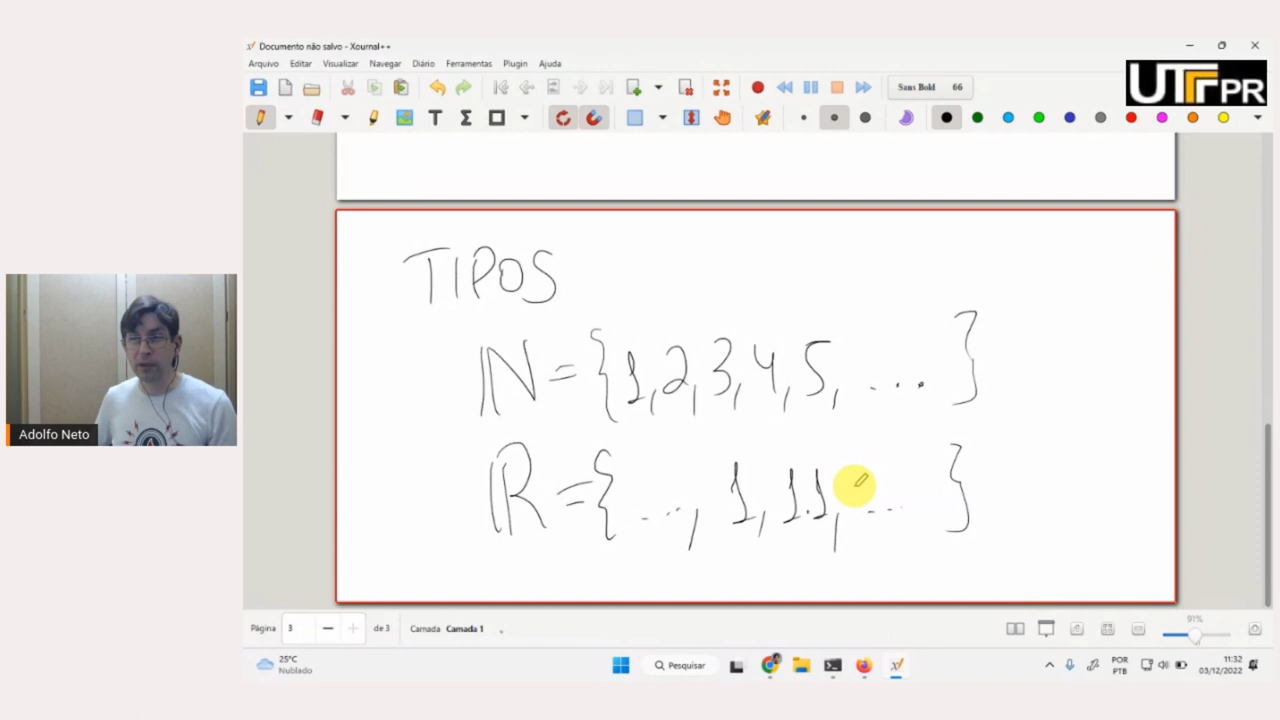 Documento não salvo - Xournal++
Arquivo Editar Visualizar Navegar Diário Ferramentas Plugin Ajuda
Sans Bold 66
UTFPR
TIPOS
N={1,2,3,4,5,...}
R={...,1,1.1,...}
Adolfo Neto
Página 3 de 3 Camada Camada 1
91%
25°C
Nublado
Pesquisar
POR
PTB
11:32
03/12/2022